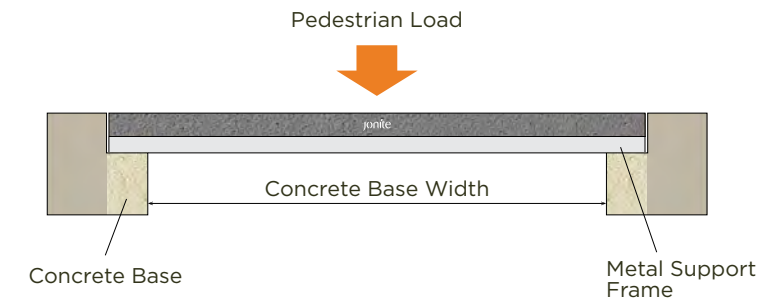 Pedestrian Load
jonite
Concrete Base Width
Concrete Base
Metal Support
Frame